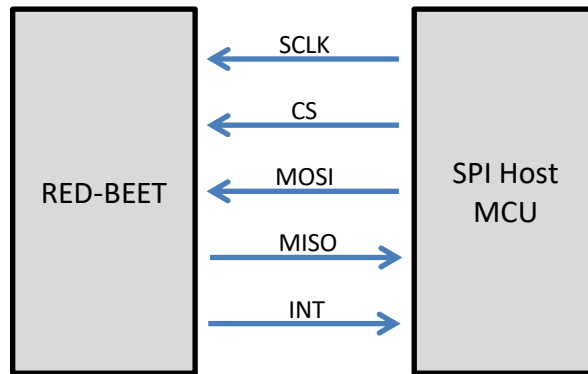 SCLK
CS
MOSI
MISO
INT
RED-BEET
SPI Host
MCU